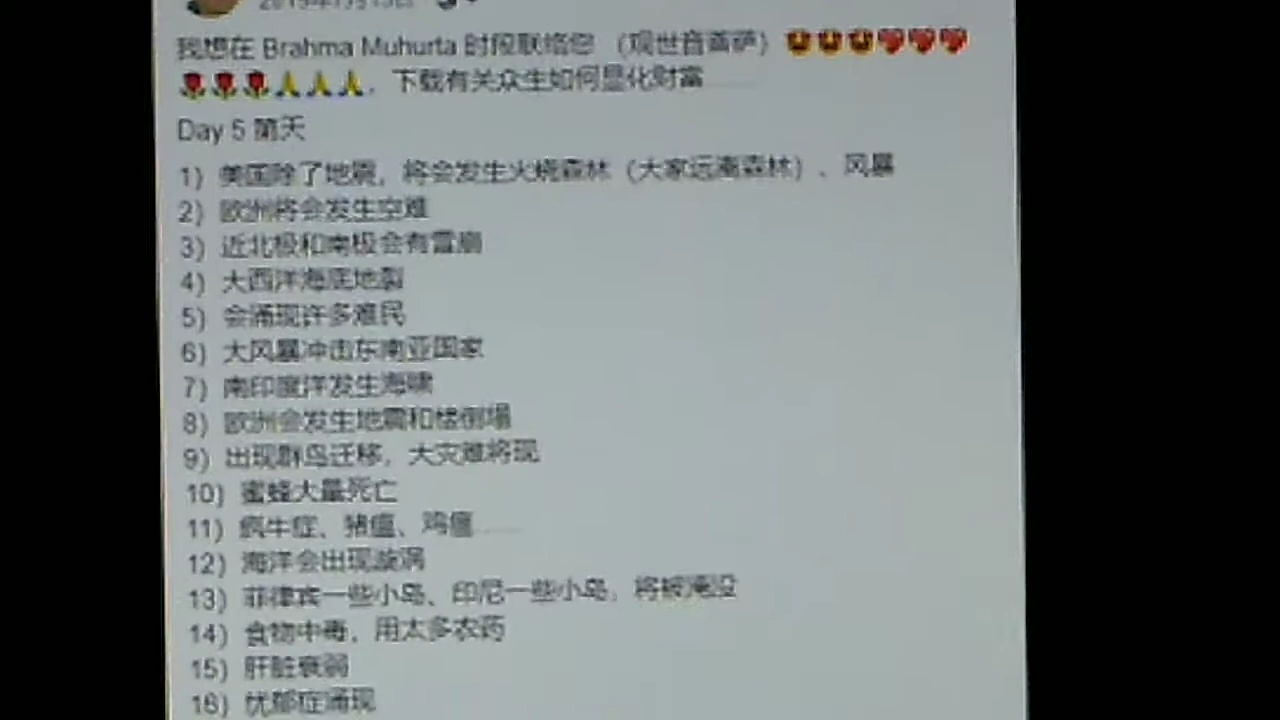 我想在 Brahma Muhurta 时段联络您 （观世音菩萨）
，下载有关众生如何显化财富......
Day 5 第天
1）美国除了地震，将会发生火烧森林（大家远离森林）、风暴
2）欧洲将会发生空难
3）近北极和南极会有雪崩
4）大西洋海底地裂
5）会涌现许多难民
6）大风暴冲击东南亚国家
7）南印度洋发生海啸
8）欧洲会发生地震和楼倒塌
9）出现群鸟迁移，大灾难将现
10）蜜蜂大量死亡
11）疯牛症、猪瘟、鸡瘟......
12）海洋会出现漩涡
13）菲律宾一些小岛、印尼一些小岛，将被淹没
14）食物中毒，用太多农药
15）肝脏衰弱
16）忧郁症涌现